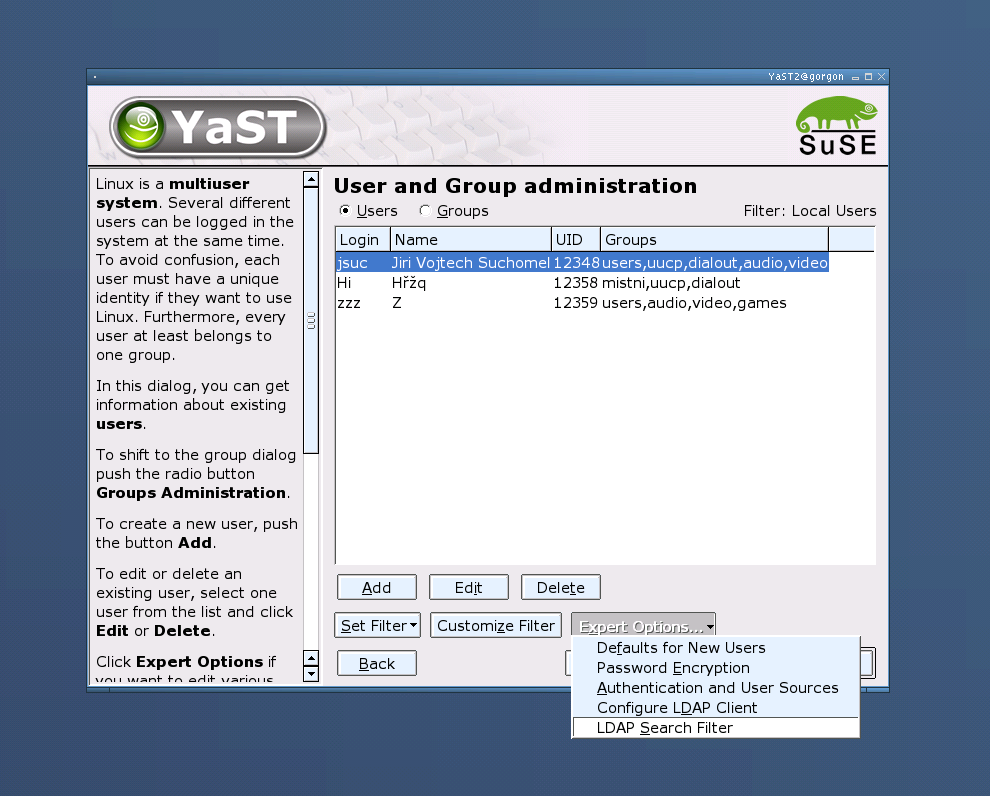 YaST2@gorgon
YaST
SuSE
Linux is a multiuser
system. Several different
users can be logged in the
system at the same time.
To avoid confusion, each
user must have a unique
identity if they want to use
Linux. Furthermore, every
user at least belongs to
one group.
In this dialog, you can get
information about existing
users.
To shift to the group dialog
push the radio button
Groups Administration.
To create a new user, push
the button Add.
To edit or delete an
existing user, select one
user from the list and click
Edit or Delete.
Click Expert Options if
you want to edit various
User and Group administration
Users Groups Filter: Local Users
Login Name UID Groups
jsuc Jiri Vojtech Suchomel 12348 users,uucp,dialout,audio,video
Hi Hřžq 12358 mistni,uucp,dialout
zzz Z 12359 users,audio,video,games
Add Edit Delete
Set Filter Customize Filter Expert Options...
Back
Defaults for New Users
Password Encryption
Authentication and User Sources
Configure LDAP Client
LDAP Search Filter